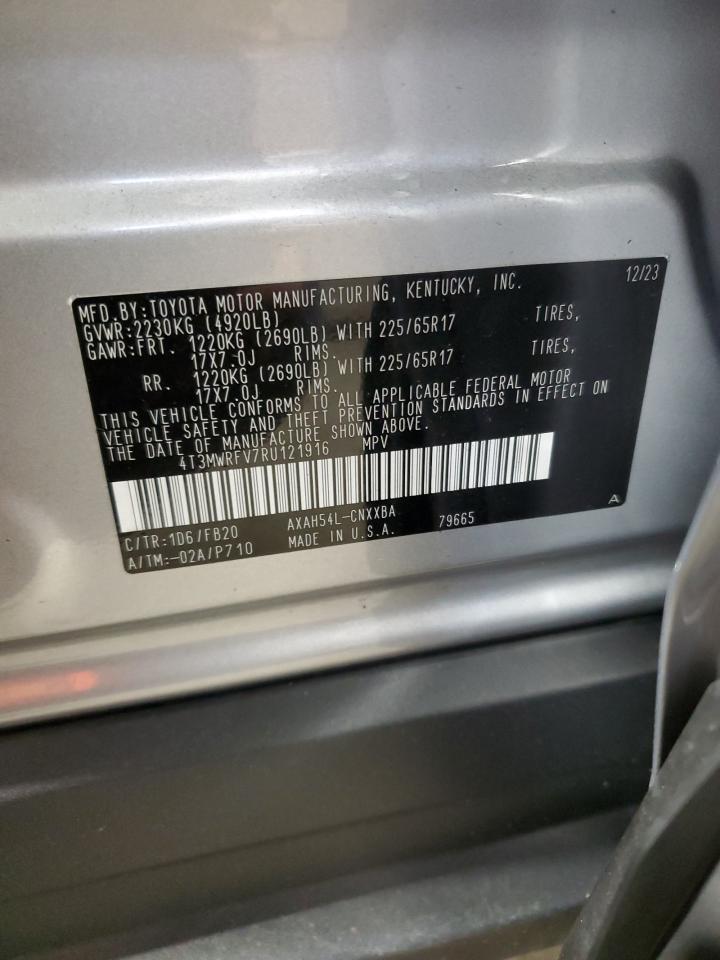 12/23
MFD.BY:TOYOTA MOTOR MANUFACTURING, KENTUCKY, INC.
GVWR:2230KG (4920LB)
GAWR:FRT. 1220KG (2690LB) WITH 225/65R17 TIRES,
17X7.0J RIMS.
RR. 1220KG (2690LB) WITH 225/65R17 TIRES,
17X7.0J RIMS.
THIS VEHICLE CONFORMS TO ALL APPLICABLE FEDERAL MOTOR
VEHICLE SAFETY AND THEFT PREVENTION STANDARDS IN EFFECT ON
THE DATE OF MANUFACTURE SHOWN ABOVE.
4T3MWRFV7RU121916 MPV
C/TR:1D6/FB20 AXAH54L-CNXXBA 79665 A
A/TM:-02A/P710 MADE IN U.S.A.